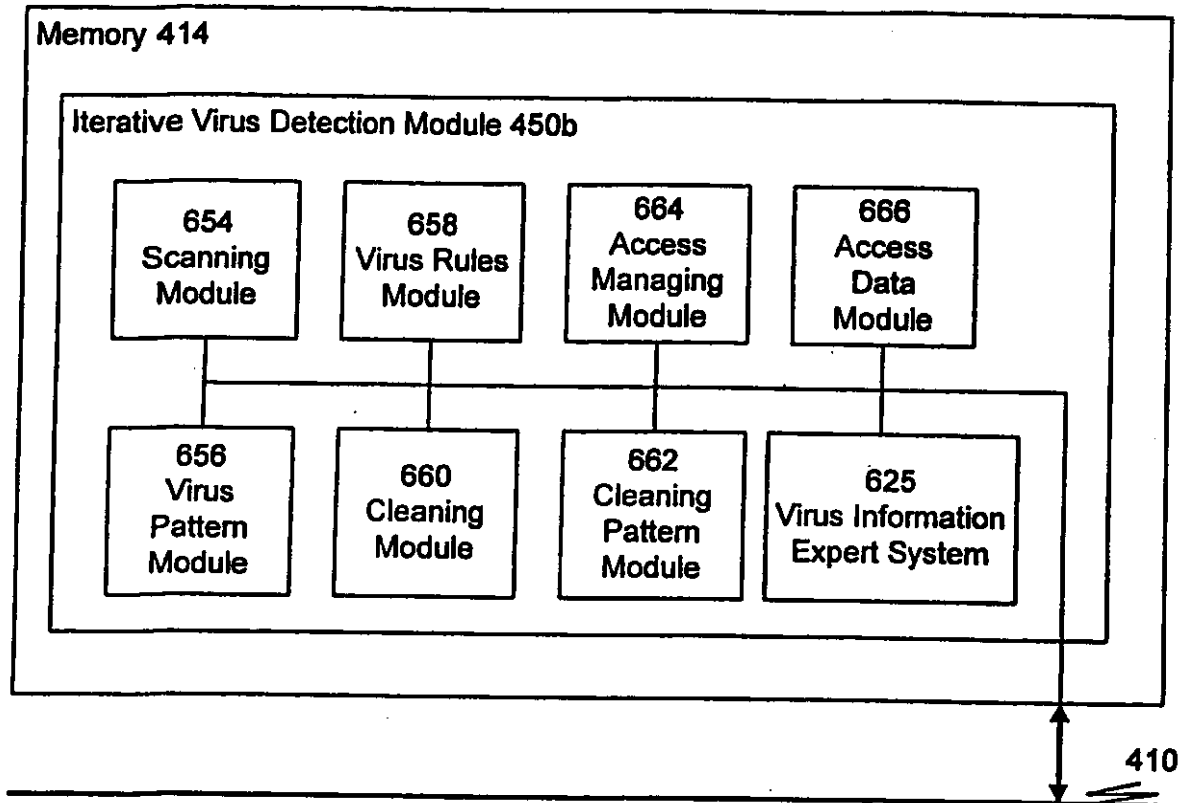 Memory 414
Iterative Virus Detection Module 450b
654
Scanning
Module
658
Virus Rules
Module
664
Access
Managing
Module
666
Access
Data
Module
656
Virus
Pattern
Module
660
Cleaning
Module
662
Cleaning
Pattern
Module
625
Virus Information
Expert System
410